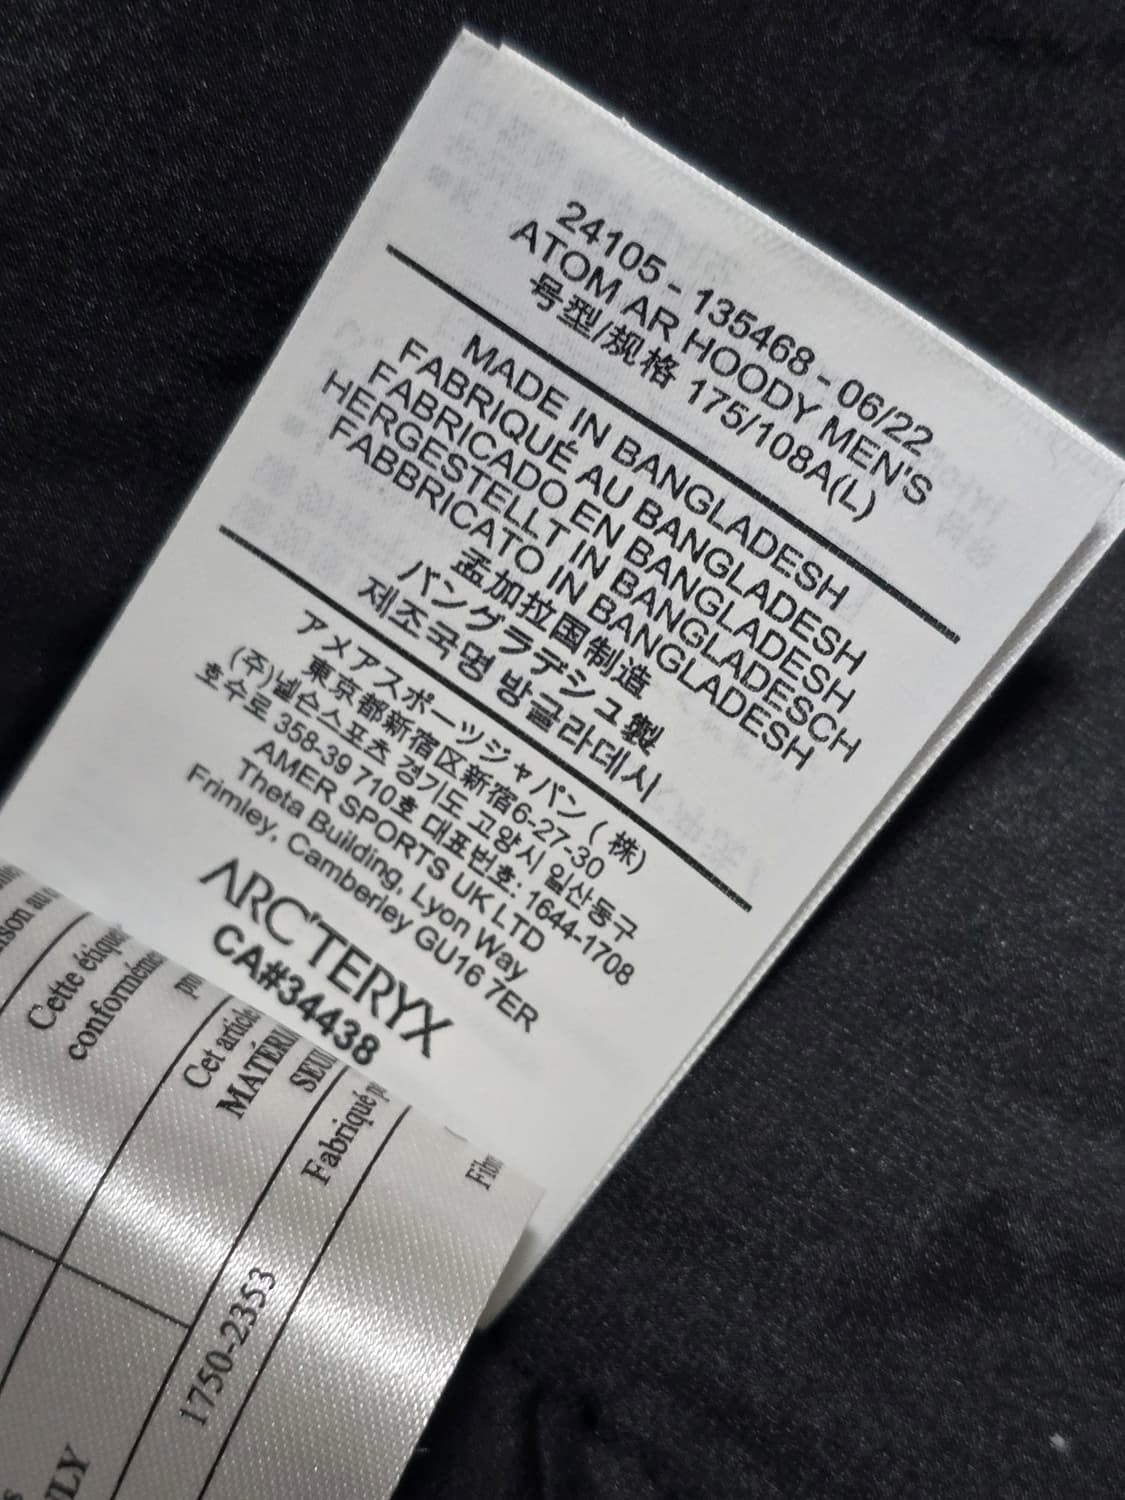 24105 - 135468 - 06/22
ATOM AR HOODY MEN'S
号型/规格 175/108A(L)
MADE IN BANGLADESH
FABRIQUÉ AU BANGLADESH
FABRICADO EN BANGLADESH
HERGESTELLT IN BANGLADESCH
FABBRICATO IN BANGLADESH
孟加拉国制造
バングラデシュ製
제조국명 방글라데시
アメアスポーツジャパン(株)
東京都新宿区新宿6-27-30
(주)넬슨스포츠 경기도 고양시 일산동구
호수로 358-39 710호 대표번호: 1644-1708
AMER SPORTS UK LTD
Theta Building, Lyon Way
Frimley, Camberley GU16 7ER
ARC'TERYX
CA#34438
Cette
Cet article
MATÉRI
SEUL
Fabriqué
Fibr
1750-2353